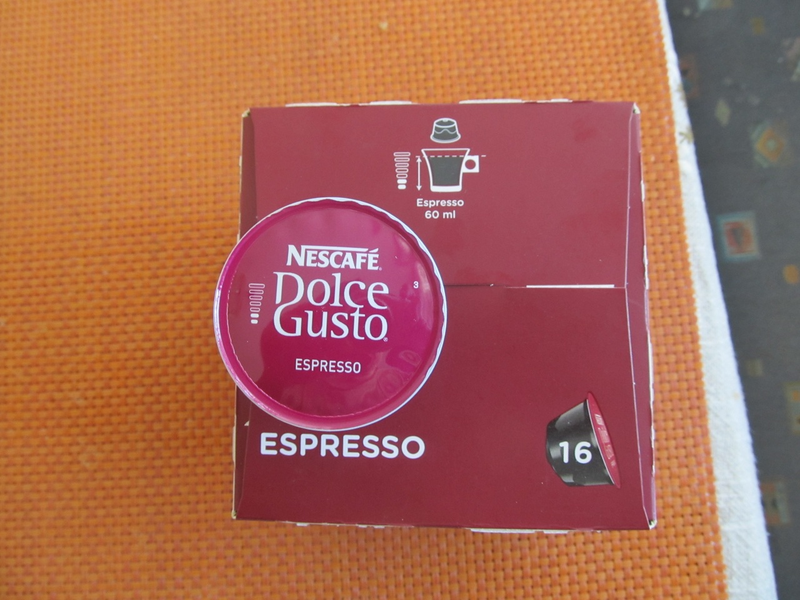 Espresso
60 ml
NESCAFÉ
Dolce
Gusto
3
ESPRESSO
ESPRESSO
16